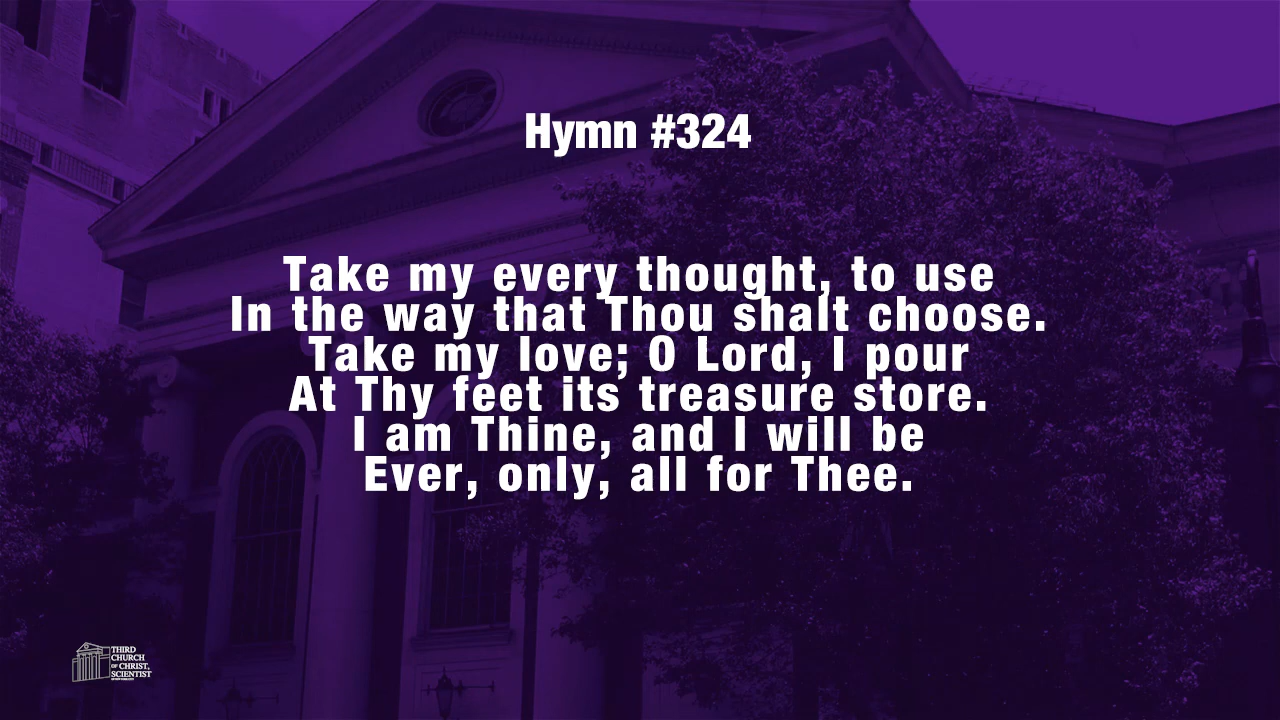 Hymn #324
Take my every thought, to use
In the way that Thou shalt choose.
Take my love; O Lord, I pour
At Thy feet its treasure store.
I am Thine, and I will be
Ever, only, all for Thee.
THIRD
CHURCH
OF CHRIST,
SCIENTIST